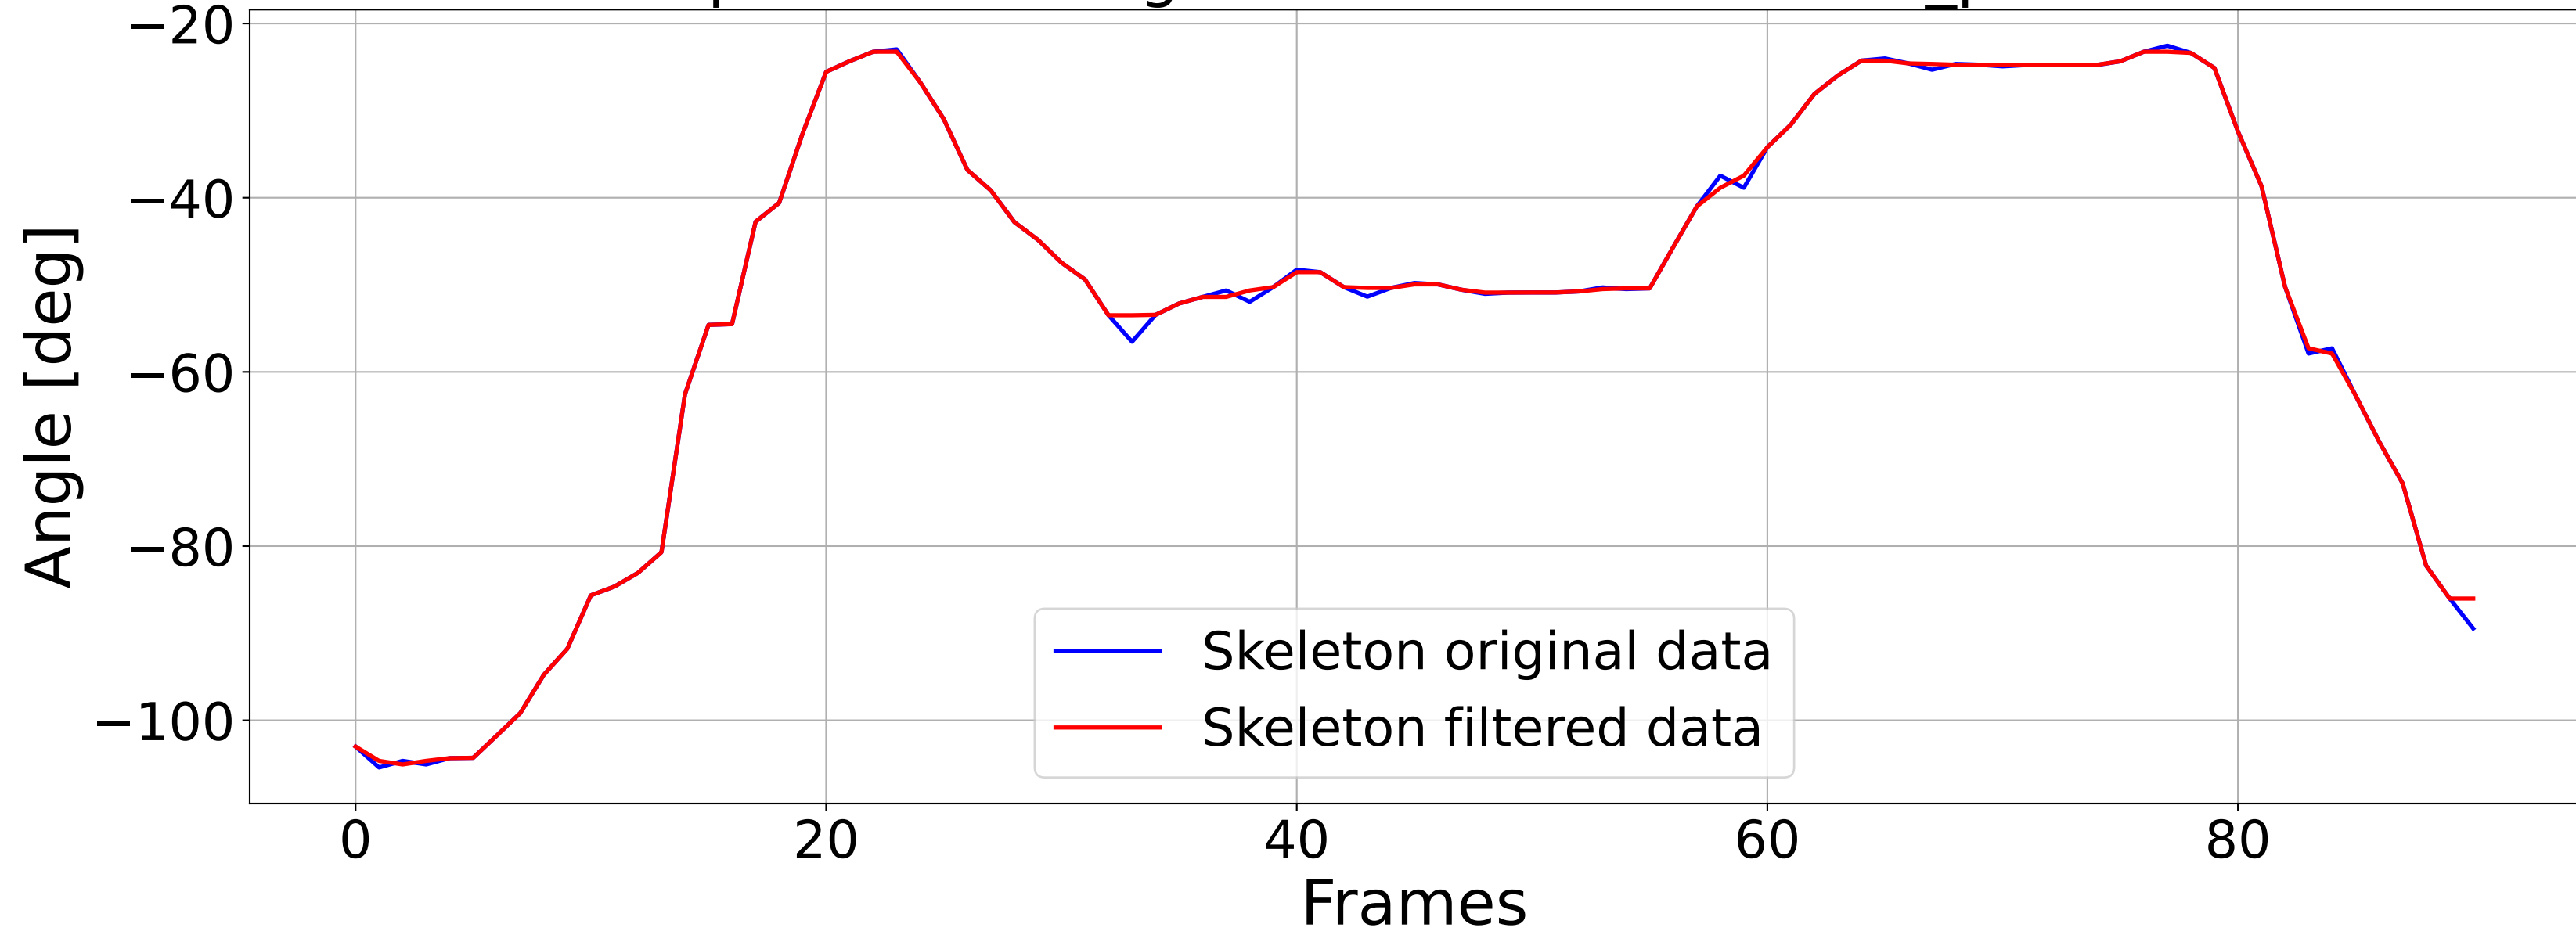 −20
−40
−60
−80
−100
Angle [deg]
Skeleton original data
Skeleton filtered data
0 20 40 60 80
Frames